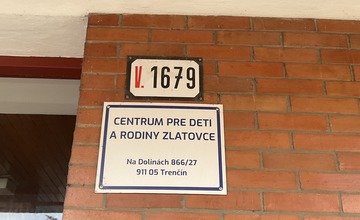 V. 1679
CENTRUM PRE DETI
A RODINY ZLATOVCE
Na Dolinách 866/27
911 05 Trenčín